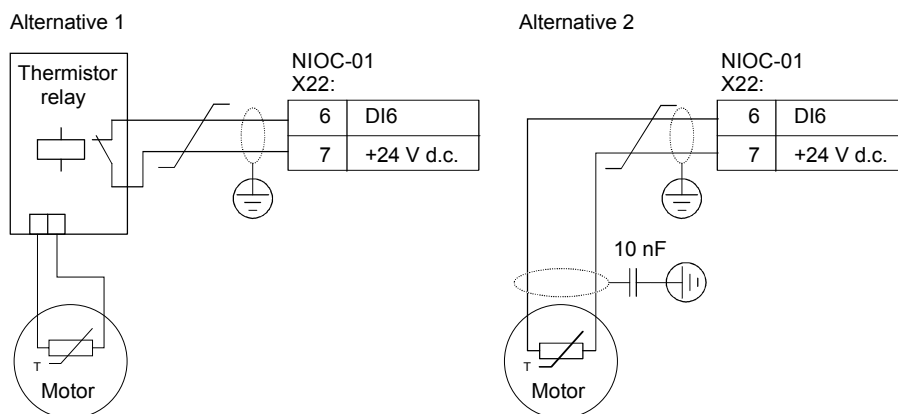 Alternative 1
Thermistor
relay
NIOC-01
X22:
6 DI6
7 +24 V d.c.
T
Motor
Alternative 2
NIOC-01
X22:
6 DI6
7 +24 V d.c.
10 nF
T
Motor